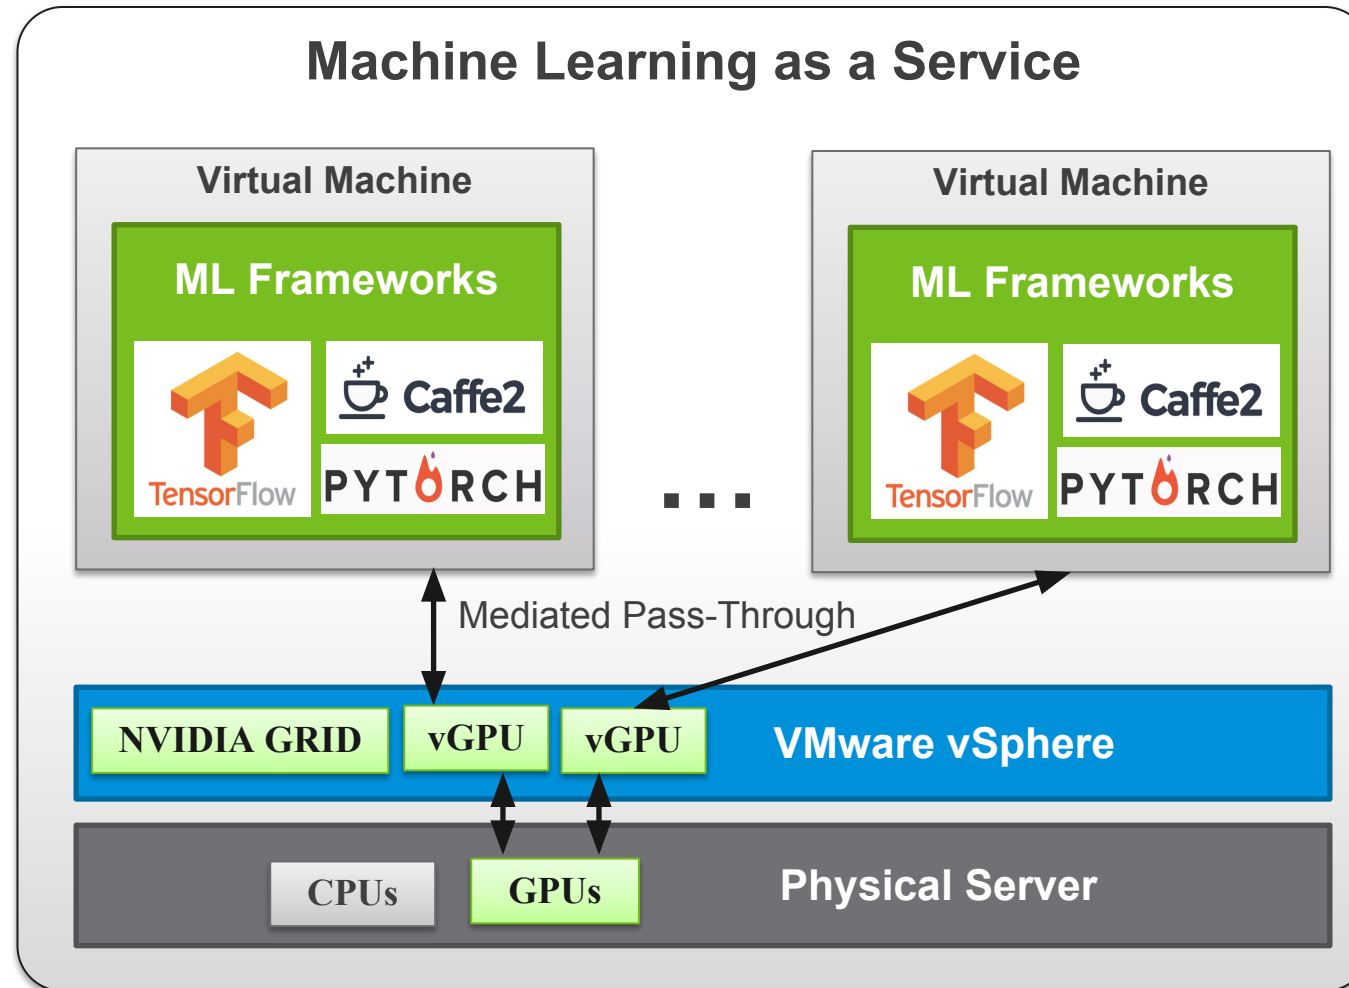 Machine Learning as a Service
Virtual Machine
ML Frameworks
TensorFlow
Caffe2
PYTORCH
...
Virtual Machine
ML Frameworks
TensorFlow
Caffe2
PYTORCH
Mediated Pass-Through
NVIDIA GRID
vGPU
vGPU
VMware vSphere
CPUs
GPUs
Physical Server